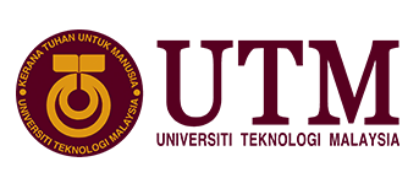 KERANA TUHAN UNTUK MANUSIA
UNIVERSITI TEKNOLOGI MALAYSIA
UTM
UNIVERSITI TEKNOLOGI MALAYSIA